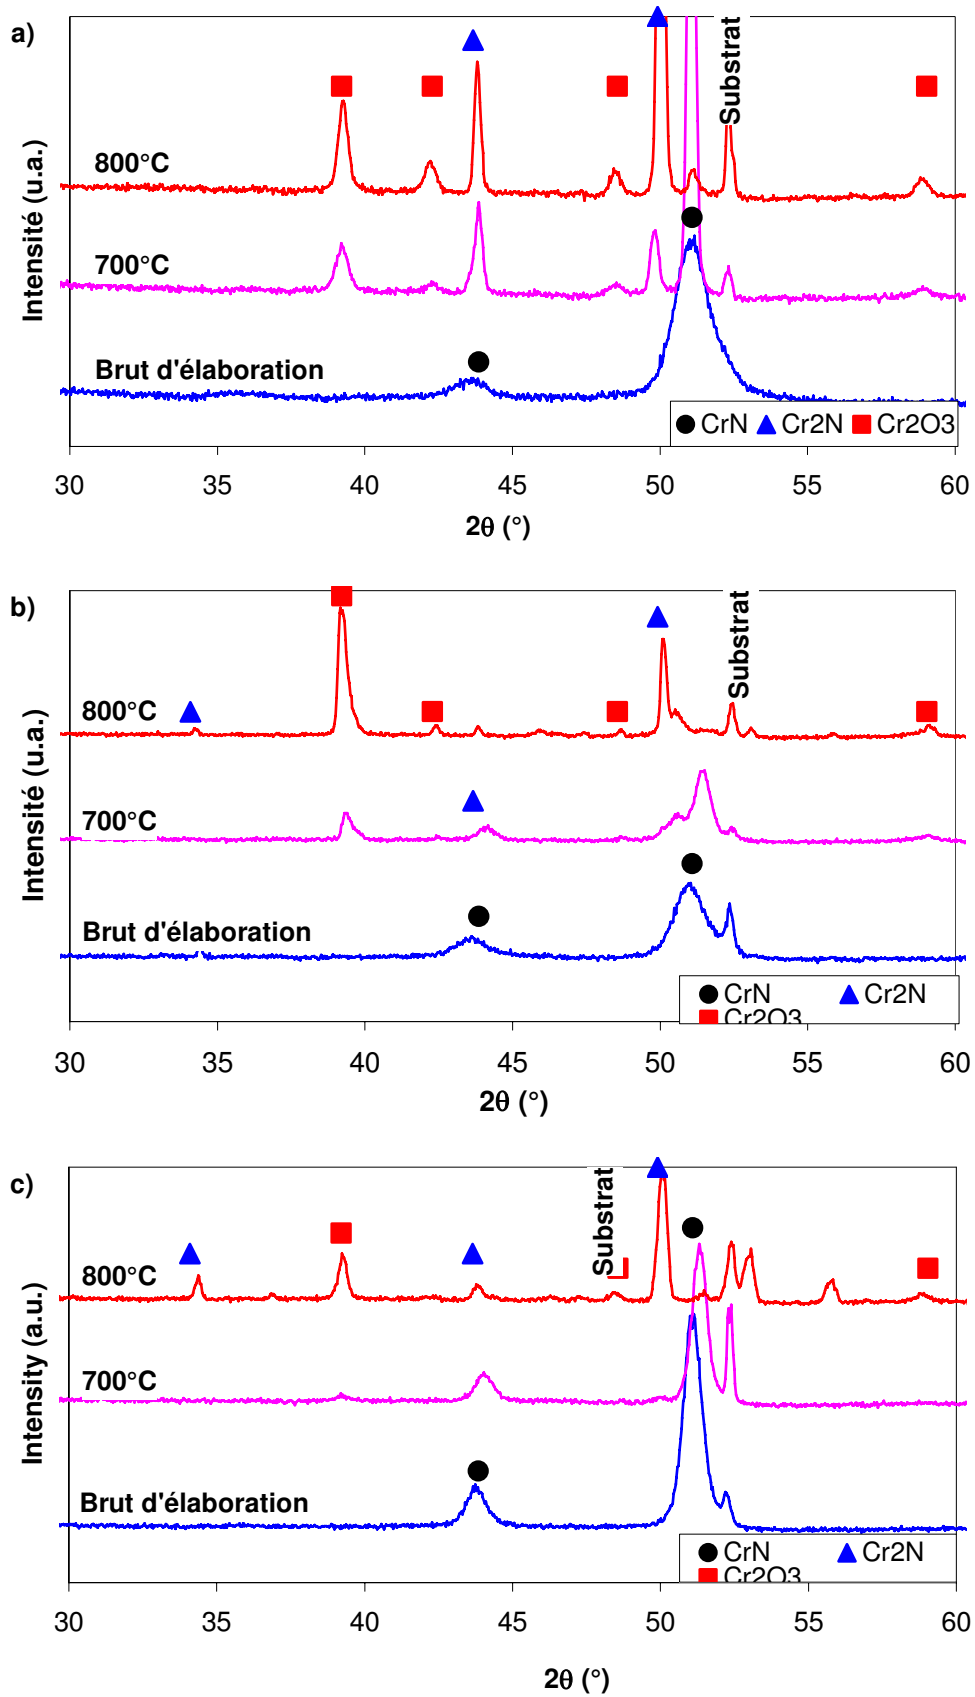 a)
Substrat
800°C
700°C
Brut d'élaboration
Intensité (u.a.)
CrN Cr2N Cr2O3
30 35 40 45 50 55 60
2θ (°)
b)
Substrat
800°C
700°C
Brut d'élaboration
Intensité (u.a.)
CrN Cr2N
Cr2O3
30 35 40 45 50 55 60
2θ (°)
c)
Substrat
800°C
700°C
Brut d'élaboration
Intensity (a.u.)
CrN Cr2N
Cr2O3
30 35 40 45 50 55 60
2θ (°)